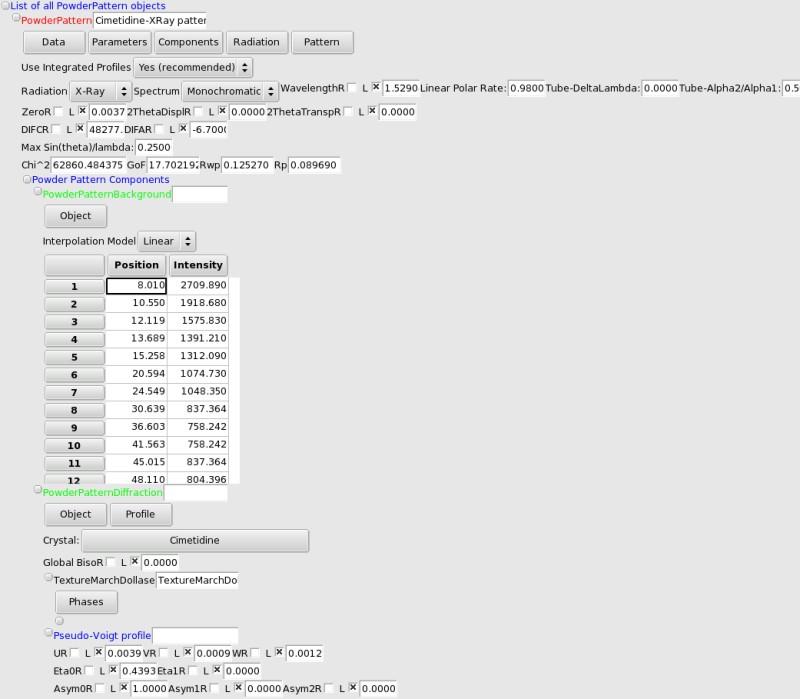 List of all PowderPattern objects
PowderPattern Cimetidine-XRay patter
Data Parameters Components Radiation Pattern
Use Integrated Profiles Yes (recommended)
Radiation X-Ray Spectrum Monochromatic WavelengthR L 1.5290 Linear Polar Rate: 0.9800 Tube-DeltaLambda: 0.0000 Tube-Alpha2/Alpha1: 0.5
ZeroR L 0.0037 2ThetaDisplR L 0.0000 2ThetaTranspR L 0.0000
DIFCR L 48277. DIFAR L -6.700
Max Sin(theta)/lambda: 0.2500
Chi^2 62860.484375 GoF 17.702192 Rwp 0.125270 Rp 0.089690
Powder Pattern Components
PowderPatternBackground
Object
Interpolation Model Linear
Position Intensity
1 8.010 2709.890
2 10.550 1918.680
3 12.119 1575.830
4 13.689 1391.210
5 15.258 1312.090
6 20.594 1074.730
7 24.549 1048.350
8 30.639 837.364
9 36.603 758.242
10 41.563 758.242
11 45.015 837.364
12 48.110 804.396
PowderPatternDiffraction
Object Profile
Crystal: Cimetidine
Global BisoR L 0.0000
TextureMarchDollase TextureMarchDo
Phases
Pseudo-Voigt profile
UR L 0.0039 VR L 0.0009 WR L 0.0012
Eta0R L 0.4393 Eta1R L 0.0000
Asym0R L 1.0000 Asym1R L 0.0000 Asym2R L 0.0000